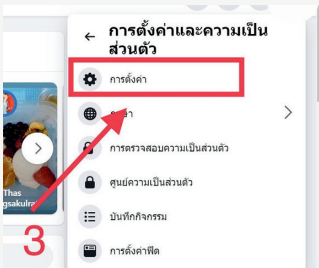 การตั้งค่าและความเป็น
ส่วนตัว
การตั้งค่า
การตรวจสอบความเป็นส่วนตัว
ศูนย์ความเป็นส่วนตัว
บันทึกกิจกรรม
การตั้งค่าฟีด
Thas
gsakulra
3